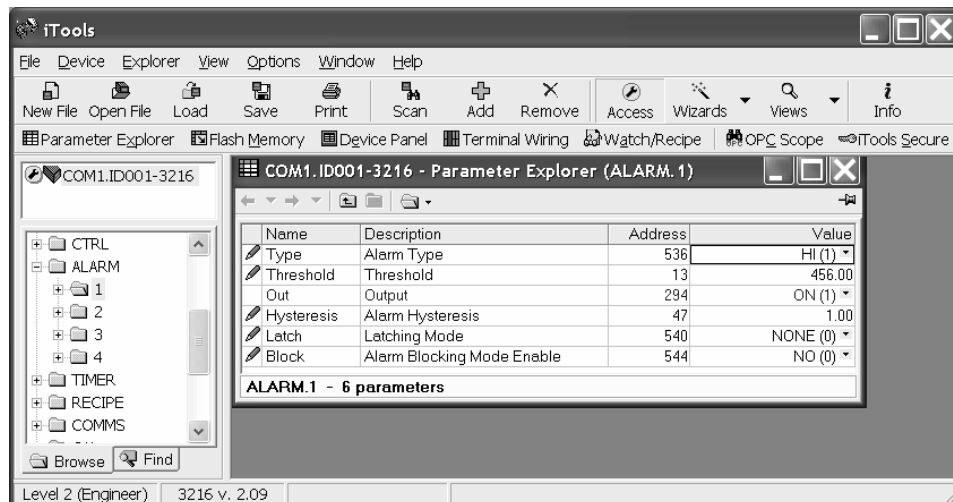 iTools
File Device Explorer View Options Window Help
New File Open File Load Save Print Scan Add Remove Access Wizards Views Info
Parameter Explorer Flash Memory Device Panel Terminal Wiring Watch/Recipe OPC Scope iTools Secure
COM1.ID001-3216
CTRL
ALARM
1
2
3
4
TIMER
RECIPE
COMMS
Browse Find
COM1.ID001-3216 - Parameter Explorer (ALARM.1)
Name Description Address Value
Type Alarm Type 536 HI (1)
Threshold Threshold 13 456.00
Out Output 294 ON (1)
Hysteresis Alarm Hysteresis 47 1.00
Latch Latching Mode 540 NONE (0)
Block Alarm Blocking Mode Enable 544 NO (0)
ALARM.1 - 6 parameters
Level 2 (Engineer) 3216 v. 2.09